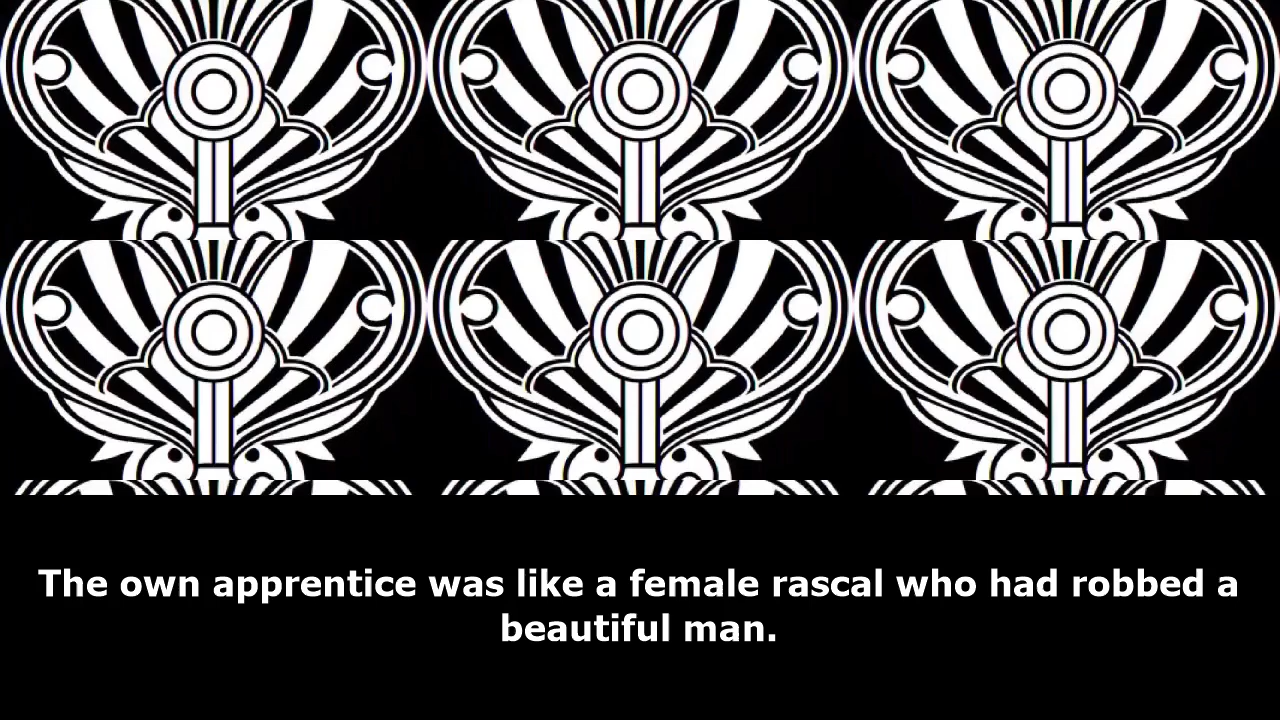 The own apprentice was like a female rascal who had robbed a
beautiful man.